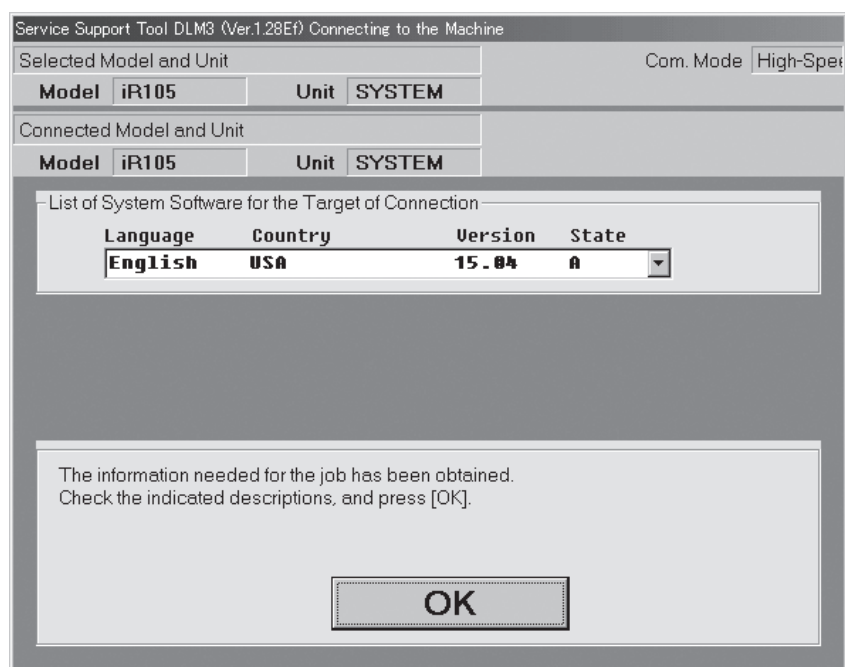 Service Support Tool DLM3 (Ver.1.28Ef) Connecting to the Machine
Selected Model and Unit Com. Mode High-Spee
Model iR105 Unit SYSTEM
Connected Model and Unit
Model iR105 Unit SYSTEM
List of System Software for the Target of Connection
Language Country Version State
English USA 15.04 A
The information needed for the job has been obtained.
Check the indicated descriptions, and press [OK].
OK